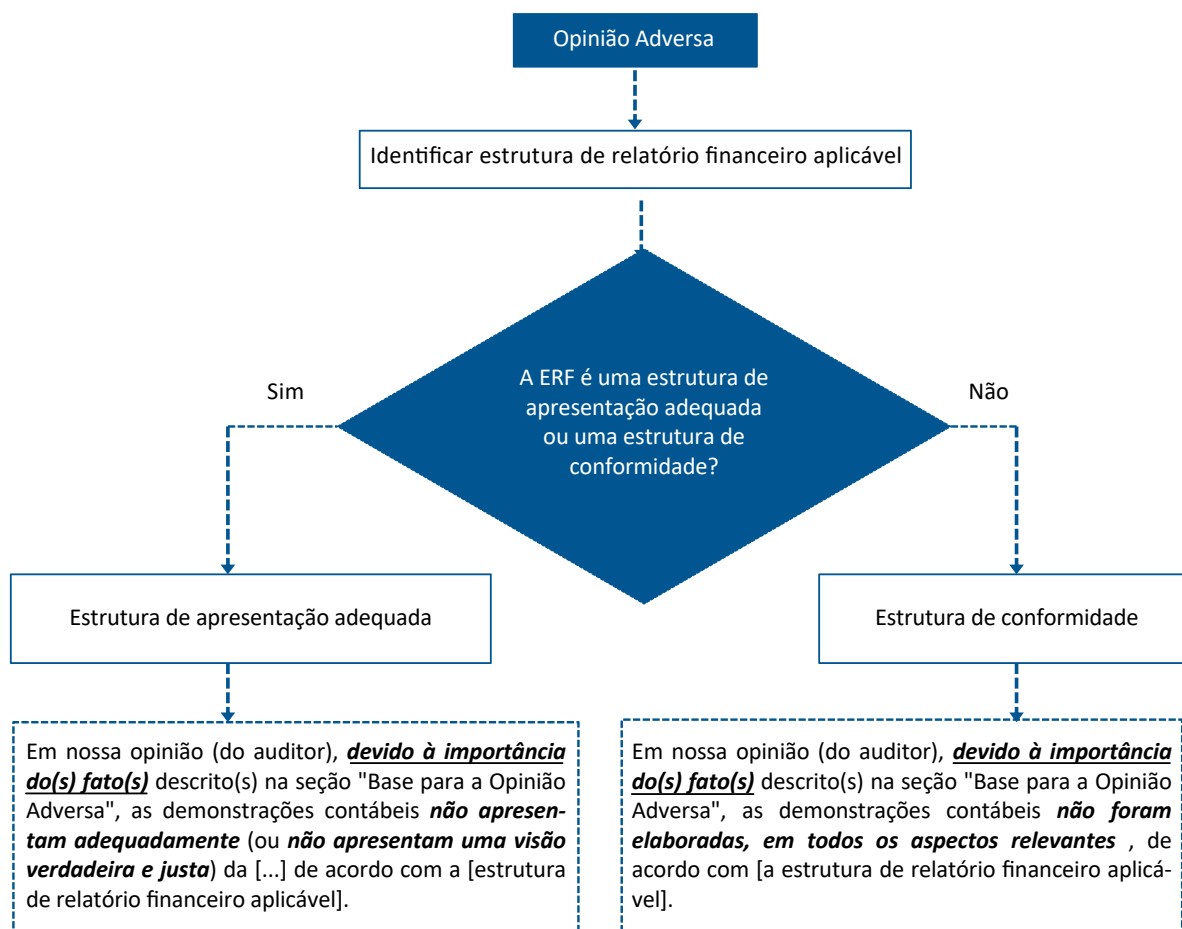 Opinião Adversa
Identificar estrutura de relatório financeiro aplicável
A ERF é uma estrutura de
apresentação adequada
ou uma estrutura de
conformidade?
Sim
Não
Estrutura de apresentação adequada
Estrutura de conformidade
Em nossa opinião (do auditor), devido à importância
do(s) fato(s) descrito(s) na seção "Base para a Opinião
Adversa", as demonstrações contábeis não apresen-
tam adequadamente (ou não apresentam uma visão
verdadeira e justa) da [...] de acordo com a [estrutura
de relatório financeiro aplicável].
Em nossa opinião (do auditor), devido à importância
do(s) fato(s) descrito(s) na seção "Base para a Opinião
Adversa", as demonstrações contábeis não foram
elaboradas, em todos os aspectos relevantes , de
acordo com [a estrutura de relatório financeiro aplicá-
vel].